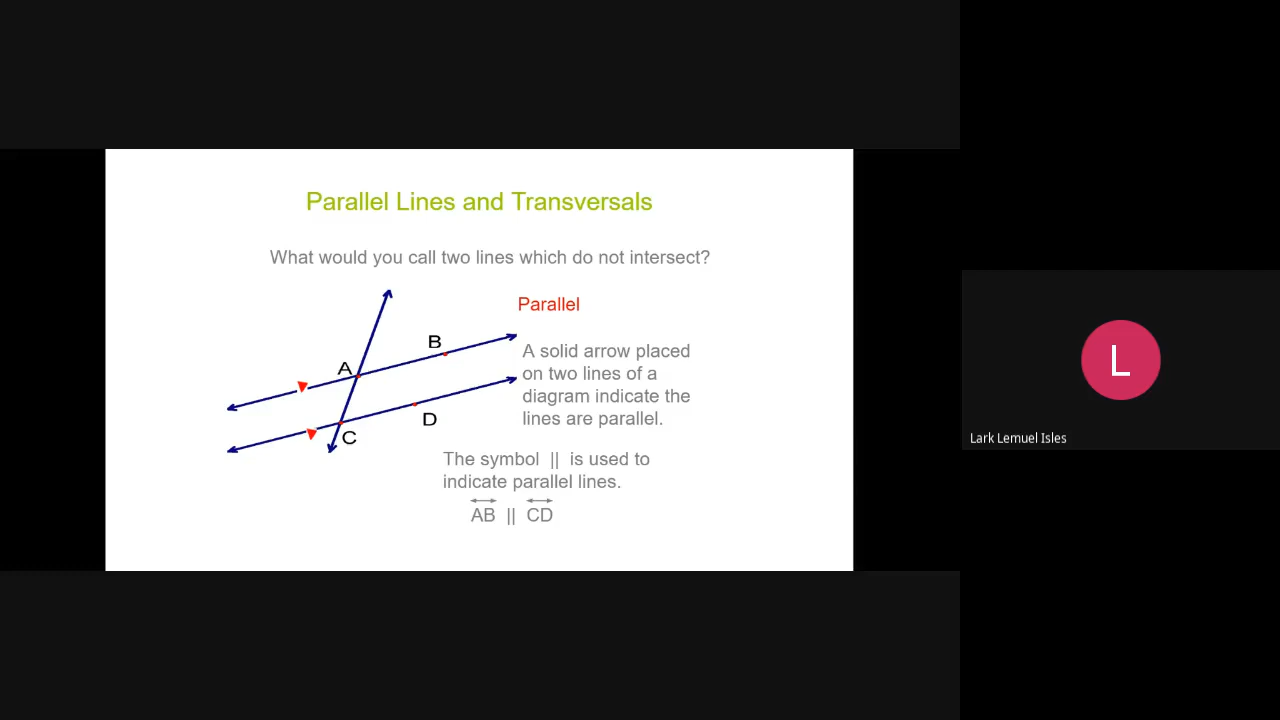 Parallel Lines and Transversals
What would you call two lines which do not intersect?
Parallel
B
A solid arrow placed
A
on two lines of a
diagram indicate the
lines are parallel.
D
C
The symbol || is used to
indicate parallel lines.
AB || CD
L
Lark Lemuel Isles